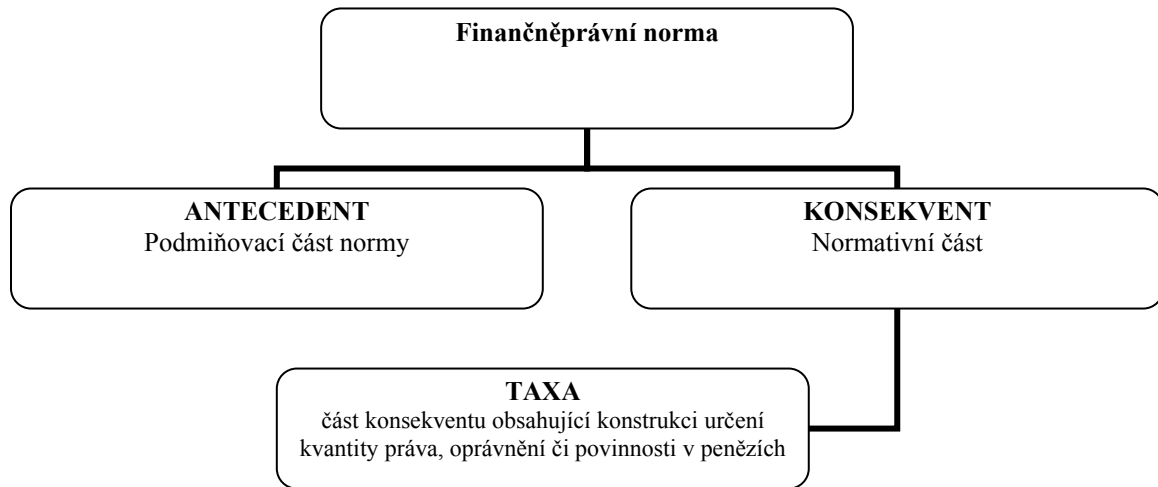 Finančněprávní norma
ANTECEDENT
Podmiňovací část normy
KONSEKVENT
Normativní část
TAXA
část konsekventu obsahující konstrukci určení
kvantity práva, oprávnění či povinnosti v penězích